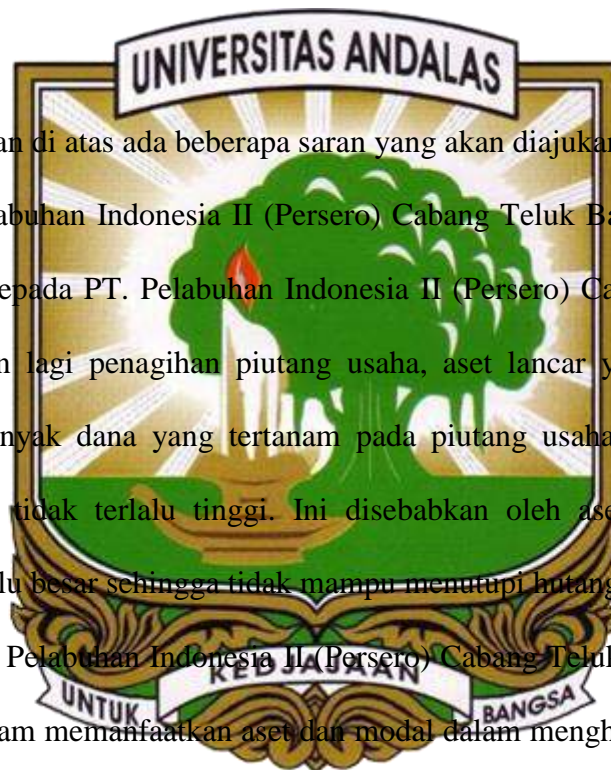 UNIVERSITAS ANDALAS
an di atas ada beberapa saran yang akan diajukan
abuhan Indonesia II (Persero) Cabang Teluk Ba
epada PT. Pelabuhan Indonesia II (Persero) Ca
n lagi penagihan piutang usaha, aset lancar y
nyak dana yang tertanam pada piutang usaha
tidak terlalu tinggi. Ini disebabkan oleh ase
lu besar sehingga tidak mampu menutupi hutang
Pelabuhan Indonesia II (Persero) Cabang Teluk
KEDJAJAAN
UNTUK BANGSA
am memanfaatkan aset dan modal dalam mengh